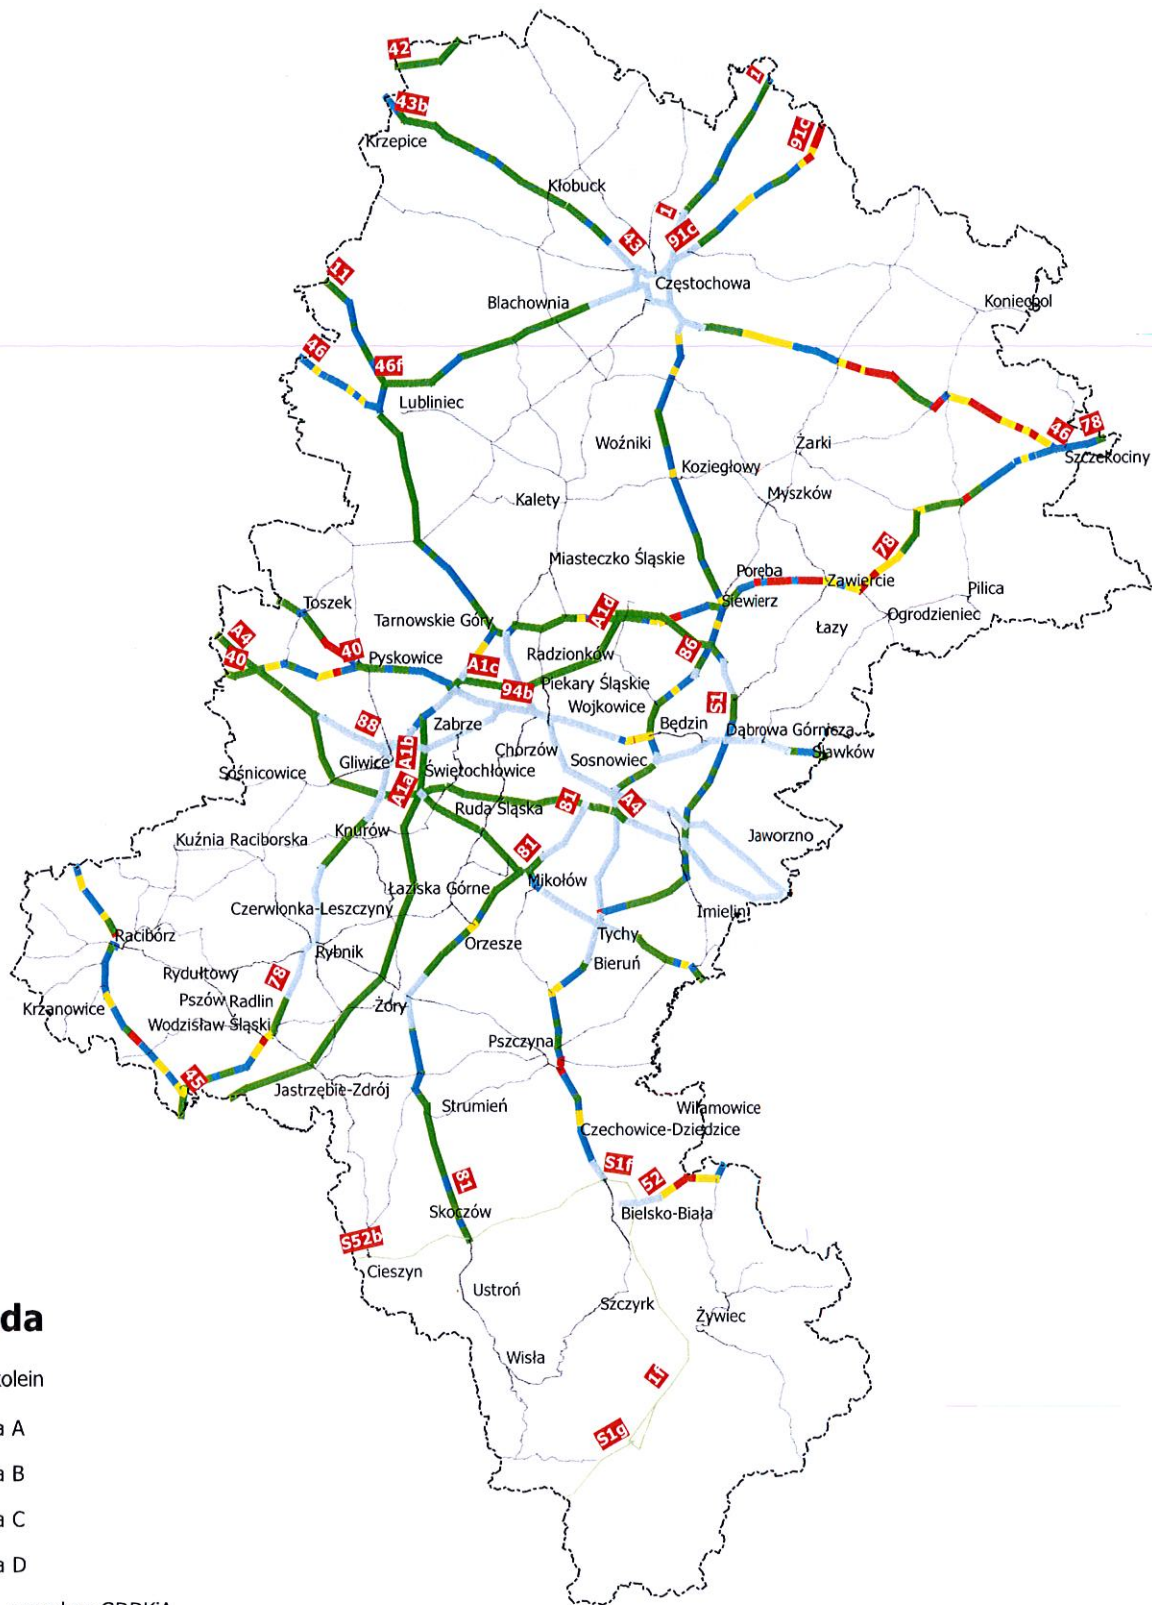 42
1
43b
91c
Krzepice
Kłobuck
1
43
91c
11
Częstochowa
Blachownia
Koniecpol
46
46f
Lubliniec
46
78
Szczekociny
Woźniki
Żarki
Koziegłowy
Myszków
Kalety
78
Miasteczko Śląskie
Poręba
Zawiercie
Pilica
Toszek
Siewierz
Ogrodzieniec
A1d
Tarnowskie Góry
Łazy
A4
40
40
Pyskowice
Radzionków
86
A1c
94b
Piekary Śląskie
S1
Wojkowice
88
Zabrze
Będzin
Dąbrowa Górnicza
A1b
Chorzów
Sławków
Gliwice
Sosnowiec
Świętochłowice
Sośnicowice
A1a
Ruda Śląska
81
A4
Knurów
Jaworzno
Kuźnia Raciborska
81
Mikołów
Łaziska Górne
Czerwionka-Leszczyny
Imielin
Racibórz
Tychy
Orzesze
Rybnik
Bieruń
Rydułtowy
78
Pszów Radlin
Żory
Krzanowice
Wodzisław Śląski
Pszczyna
45
Jastrzębie-Zdrój
Strumień
Wilamowice
Czechowice-Dziedzice
S1f
52
81
Skoczów
Bielsko-Biała
S52b
Cieszyn
Ustroń
Szczyrk
Żywiec
da
olein
Wisła
1f
a A
S1g
a B
a C
a D